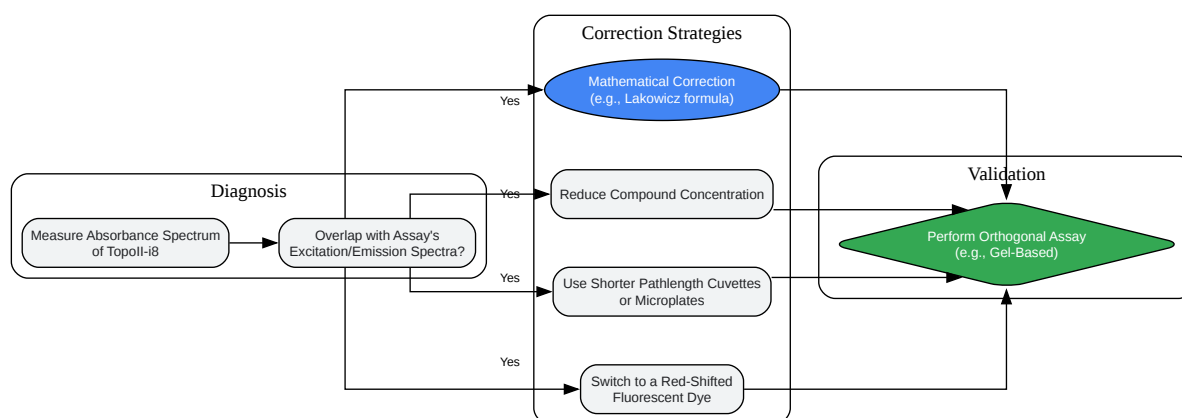 Correction Strategies
Mathematical Correction
(e.g., Lakowicz formula)
Yes
Diagnosis
Measure Absorbance Spectrum
of TopoII-i8
Overlap with Assay's
Excitation/Emission Spectra?
Yes
Reduce Compound Concentration
Validation
Perform Orthogonal Assay
(e.g., Gel-Based)
Yes
Use Shorter Pathlength Cuvettes
or Microplates
Yes
Switch to a Red-Shifted
Fluorescent Dye